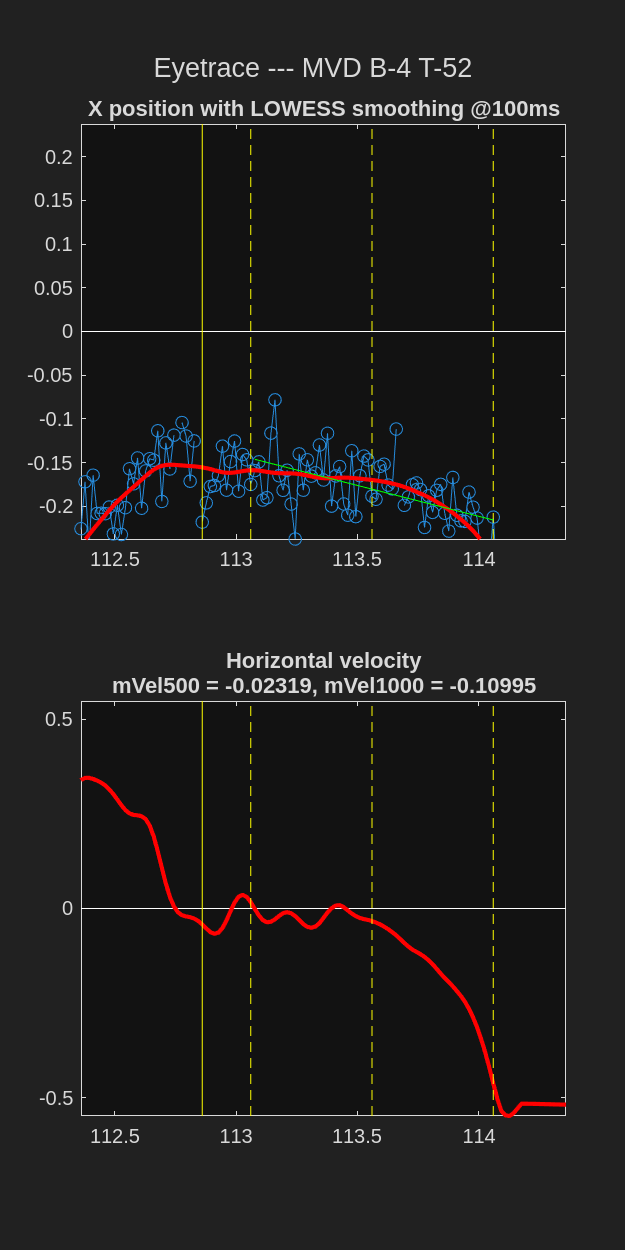 Eyetrace --- MVD B-4 T-52
X position with LOWESS smoothing @100ms
0.2
0.15
0.1
0.05
0
-0.05
-0.1
-0.15
-0.2
112.5 113 113.5 114
Horizontal velocity
mVel500 = -0.02319, mVel1000 = -0.10995
0.5
0
-0.5
112.5 113 113.5 114